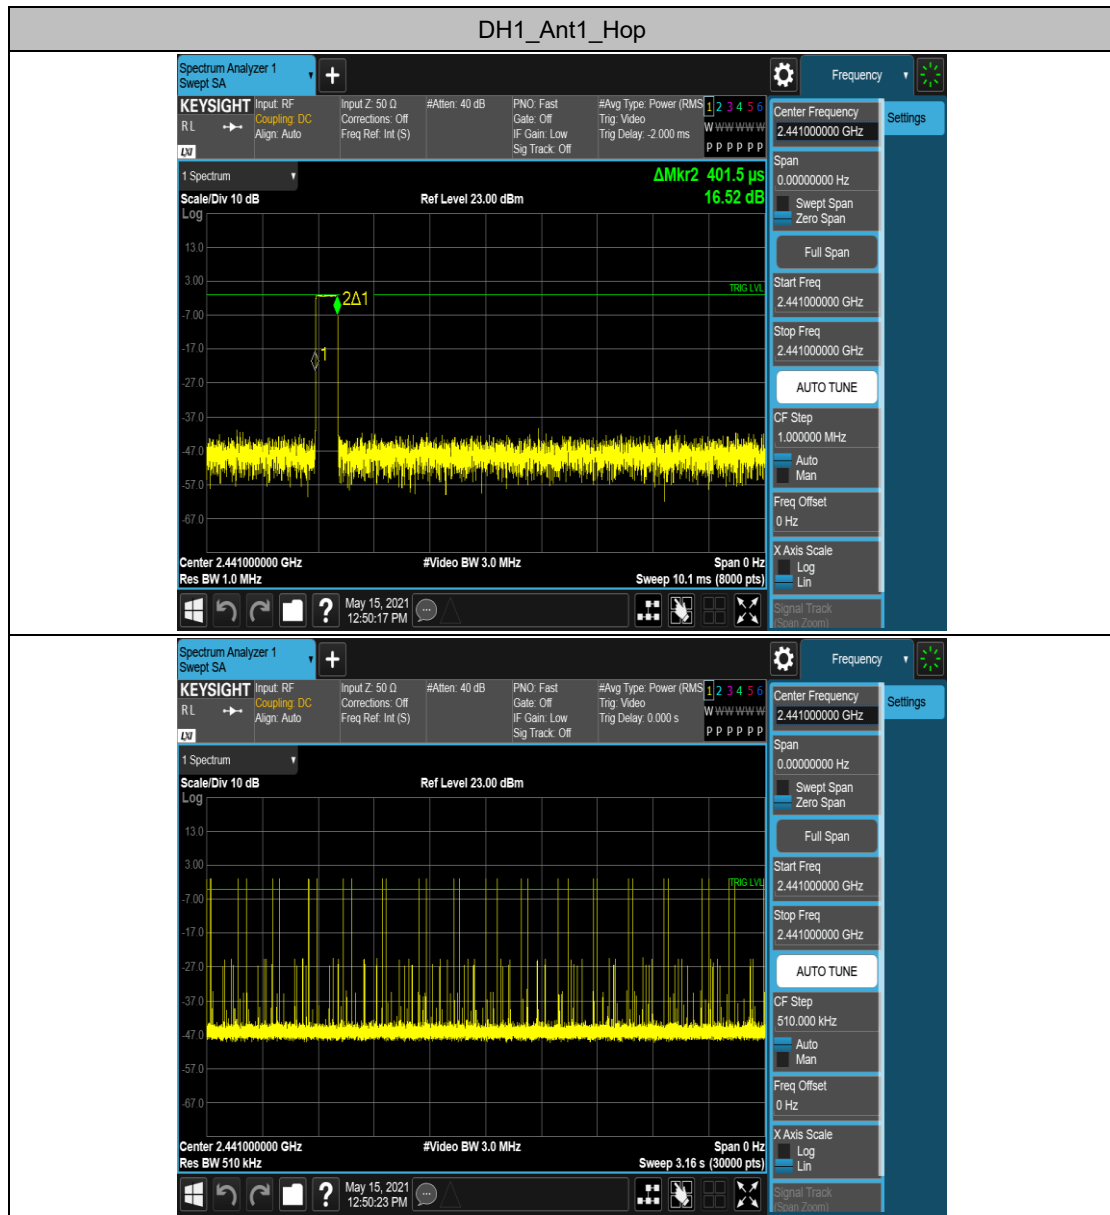 DH1_Ant1_Hop
Spectrum Analyzer 1
Swept SA
Frequency
KEYSIGHT
RL
LXI
Input: RF
Coupling: DC
Align: Auto
Input Z: 50 Ω
Corrections: Off
Freq Ref: Int (S)
#Atten: 40 dB
PNO: Fast
Gate: Off
IF Gain: Low
Sig Track: Off
#Avg Type: Power (RMS
Trig: Video
Trig Delay: -2.000 ms
1 2 3 4 5 6
W W W W W W
P P P P P P
Center Frequency
2.441000000 GHz
Settings
1 Spectrum
ΔMkr2 401.5 µs
16.52 dB
Scale/Div 10 dB
Ref Level 23.00 dBm
Log
13.0
3.00
-7.00
-17.0
-27.0
-37.0
-47.0
-57.0
-67.0
TRIG LVL
2Δ1
1
Center 2.441000000 GHz
#Video BW 3.0 MHz
Span 0 Hz
Res BW 1.0 MHz
Sweep 10.1 ms (8000 pts)
Span
0.00000000 Hz
Swept Span
Zero Span
Full Span
Start Freq
2.441000000 GHz
Stop Freq
2.441000000 GHz
AUTO TUNE
CF Step
1.000000 MHz
Auto
Man
Freq Offset
0 Hz
X Axis Scale
Log
Lin
Signal Track
(Span Zoom)
?
May 15, 2021
12:50:17 PM
Spectrum Analyzer 1
Swept SA
Frequency
KEYSIGHT
RL
LXI
Input: RF
Coupling: DC
Align: Auto
Input Z: 50 Ω
Corrections: Off
Freq Ref: Int (S)
#Atten: 40 dB
PNO: Fast
Gate: Off
IF Gain: Low
Sig Track: Off
#Avg Type: Power (RMS
Trig: Video
Trig Delay: 0.000 s
1 2 3 4 5 6
W W W W W W
P P P P P P
Center Frequency
2.441000000 GHz
Settings
1 Spectrum
Scale/Div 10 dB
Ref Level 23.00 dBm
Log
13.0
3.00
-7.00
-17.0
-27.0
-37.0
-47.0
-57.0
-67.0
TRIG LVL
Center 2.441000000 GHz
#Video BW 3.0 MHz
Span 0 Hz
Res BW 510 kHz
Sweep 3.16 s (30000 pts)
Span
0.00000000 Hz
Swept Span
Zero Span
Full Span
Start Freq
2.441000000 GHz
Stop Freq
2.441000000 GHz
AUTO TUNE
CF Step
510.000 kHz
Auto
Man
Freq Offset
0 Hz
X Axis Scale
Log
Lin
Signal Track
(Span Zoom)
?
May 15, 2021
12:50:23 PM